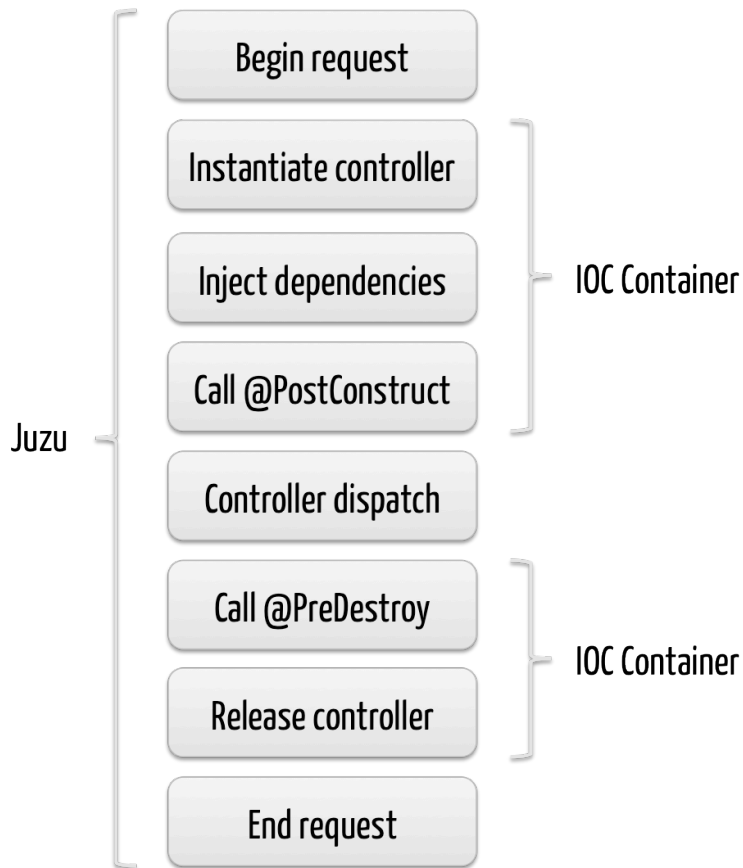 Begin request
Instantiate controller
Inject dependencies
IOC Container
Call @PostConstruct
Juzu
Controller dispatch
Call @PreDestroy
IOC Container
Release controller
End request